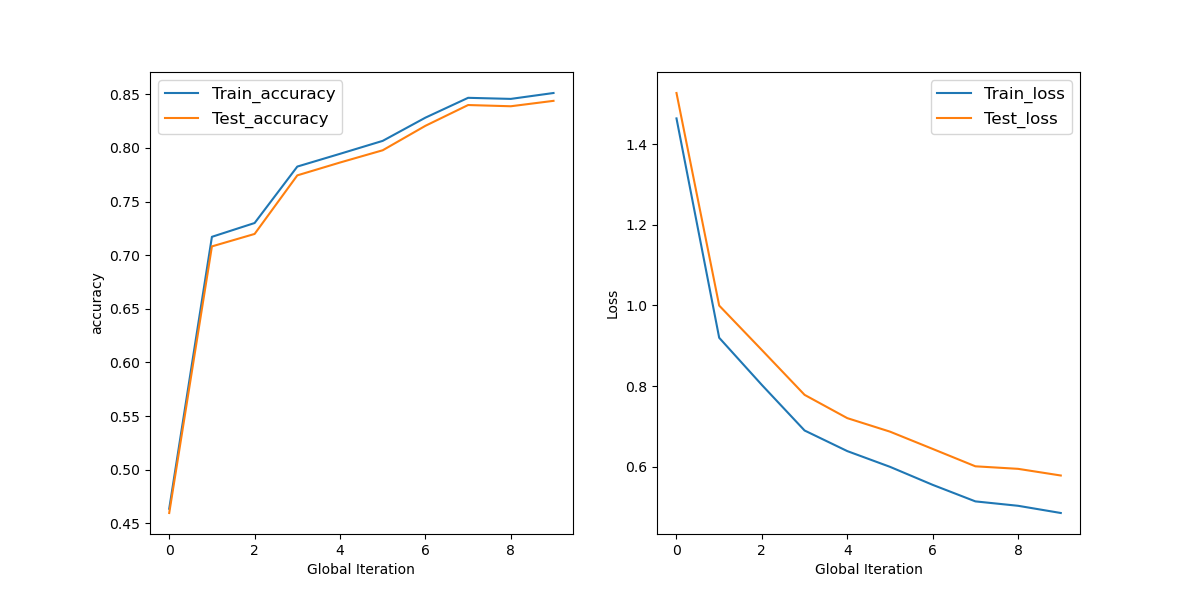 Train_accuracy
Test_accuracy
0.85
0.80
0.75
0.70
0.65
0.60
0.55
0.50
0.45
accuracy
0 2 4 6 8
Global Iteration
Train_loss
Test_loss
1.4
1.2
1.0
0.8
0.6
Loss
0 2 4 6 8
Global Iteration